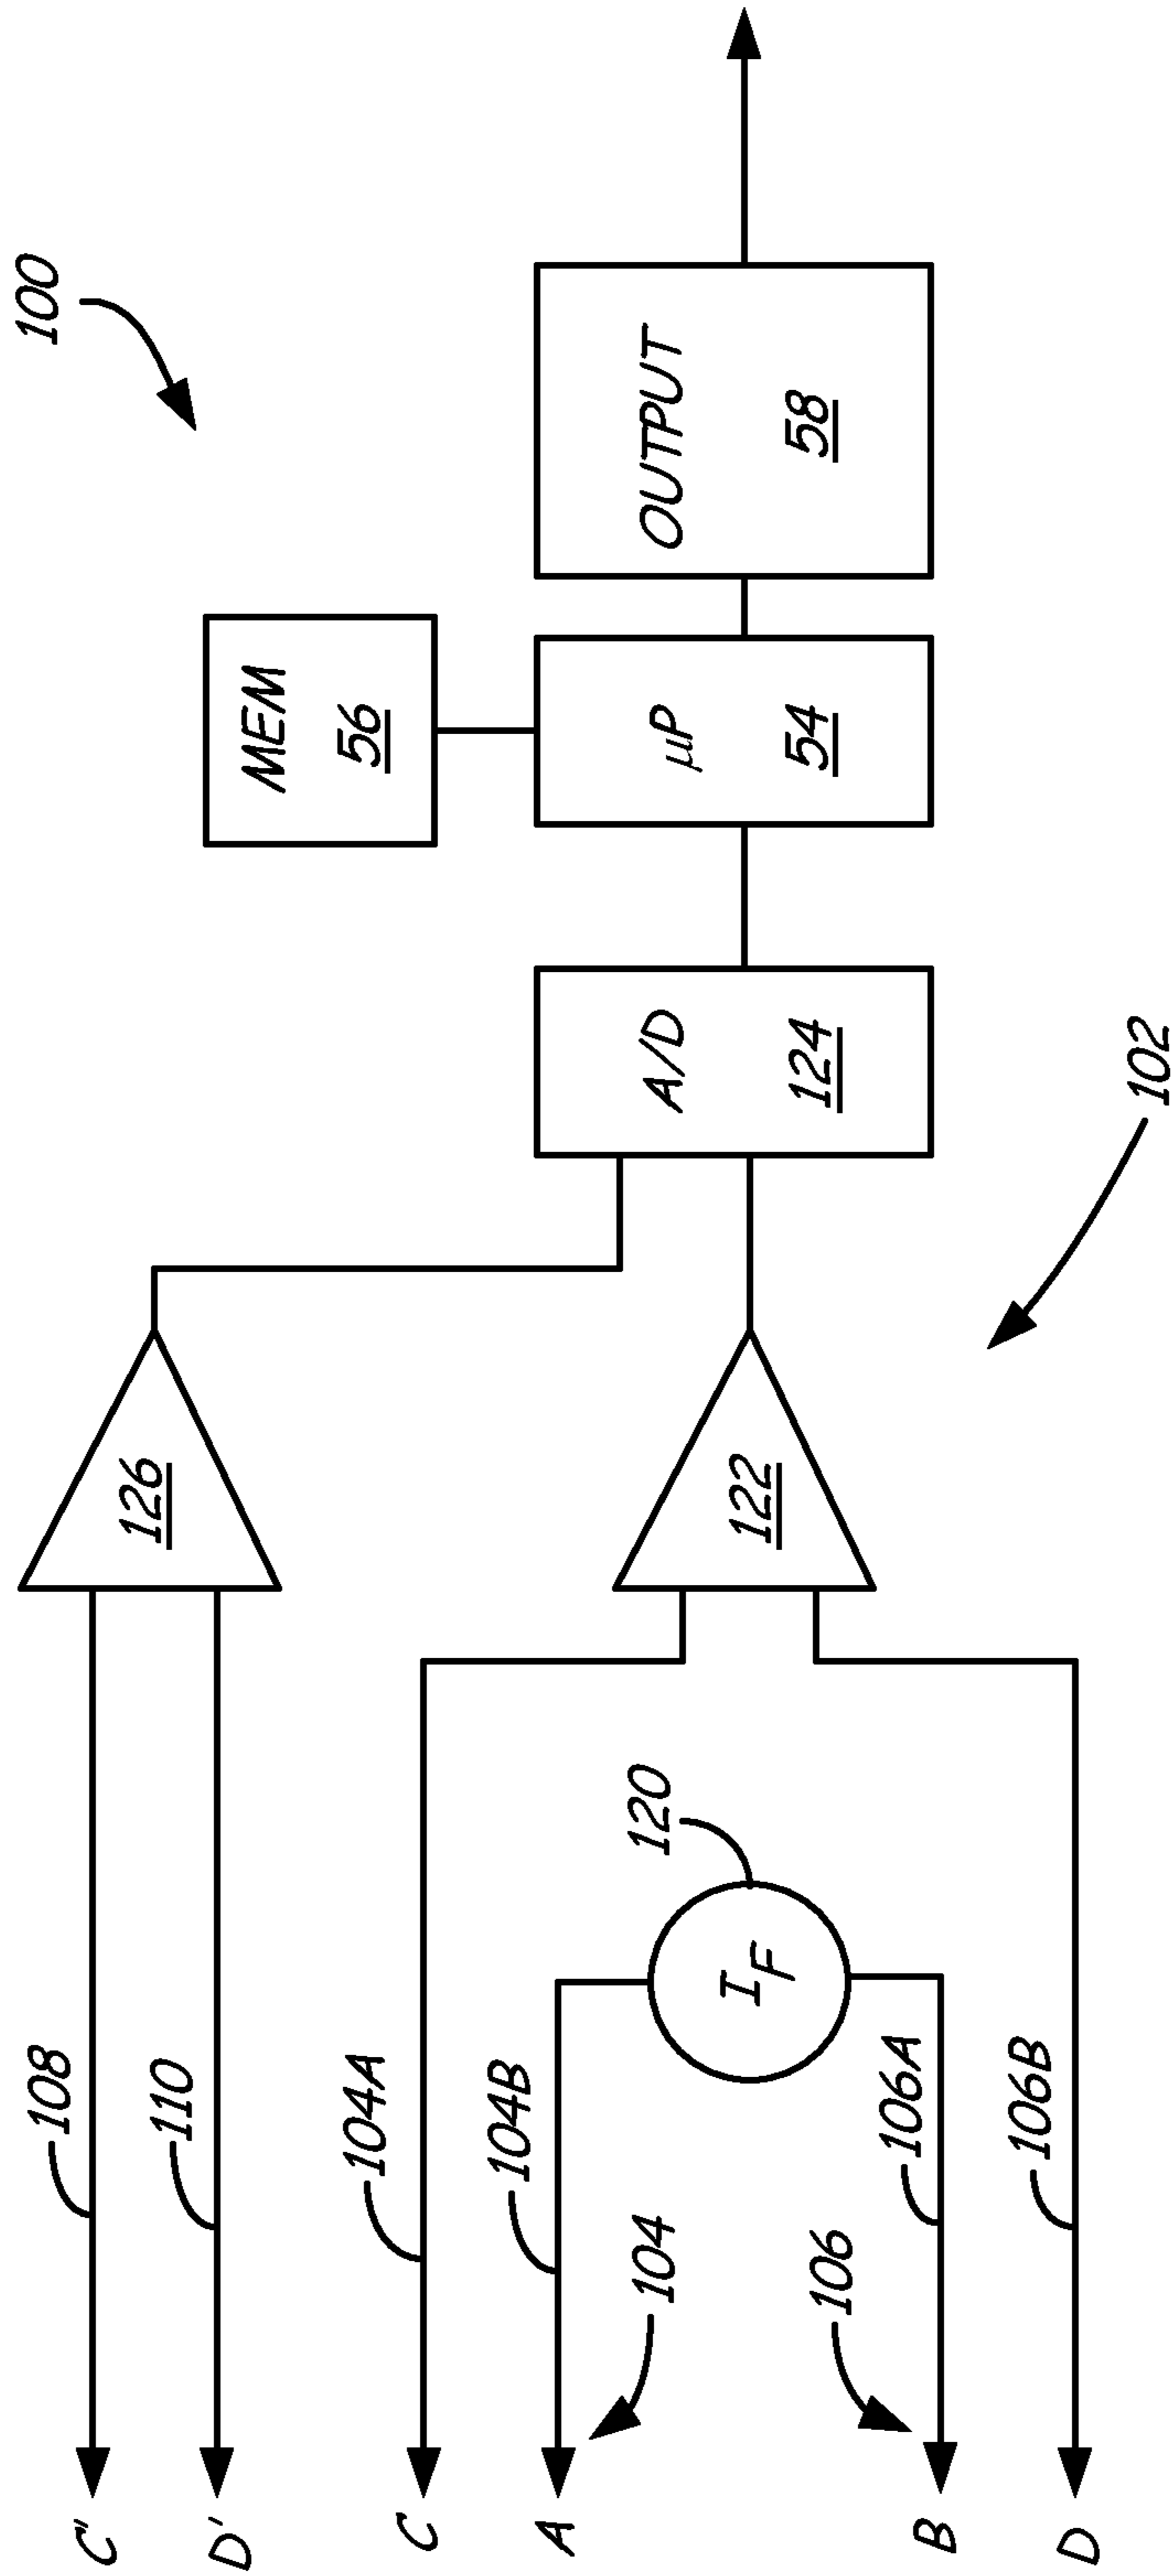 100
MEM
56
OUTPUT
58
μP
54
A/D
124
126
122
102
108
110
104A
104B
120
I_F
106A
106B
104
106
C'
D'
C
A
B
D